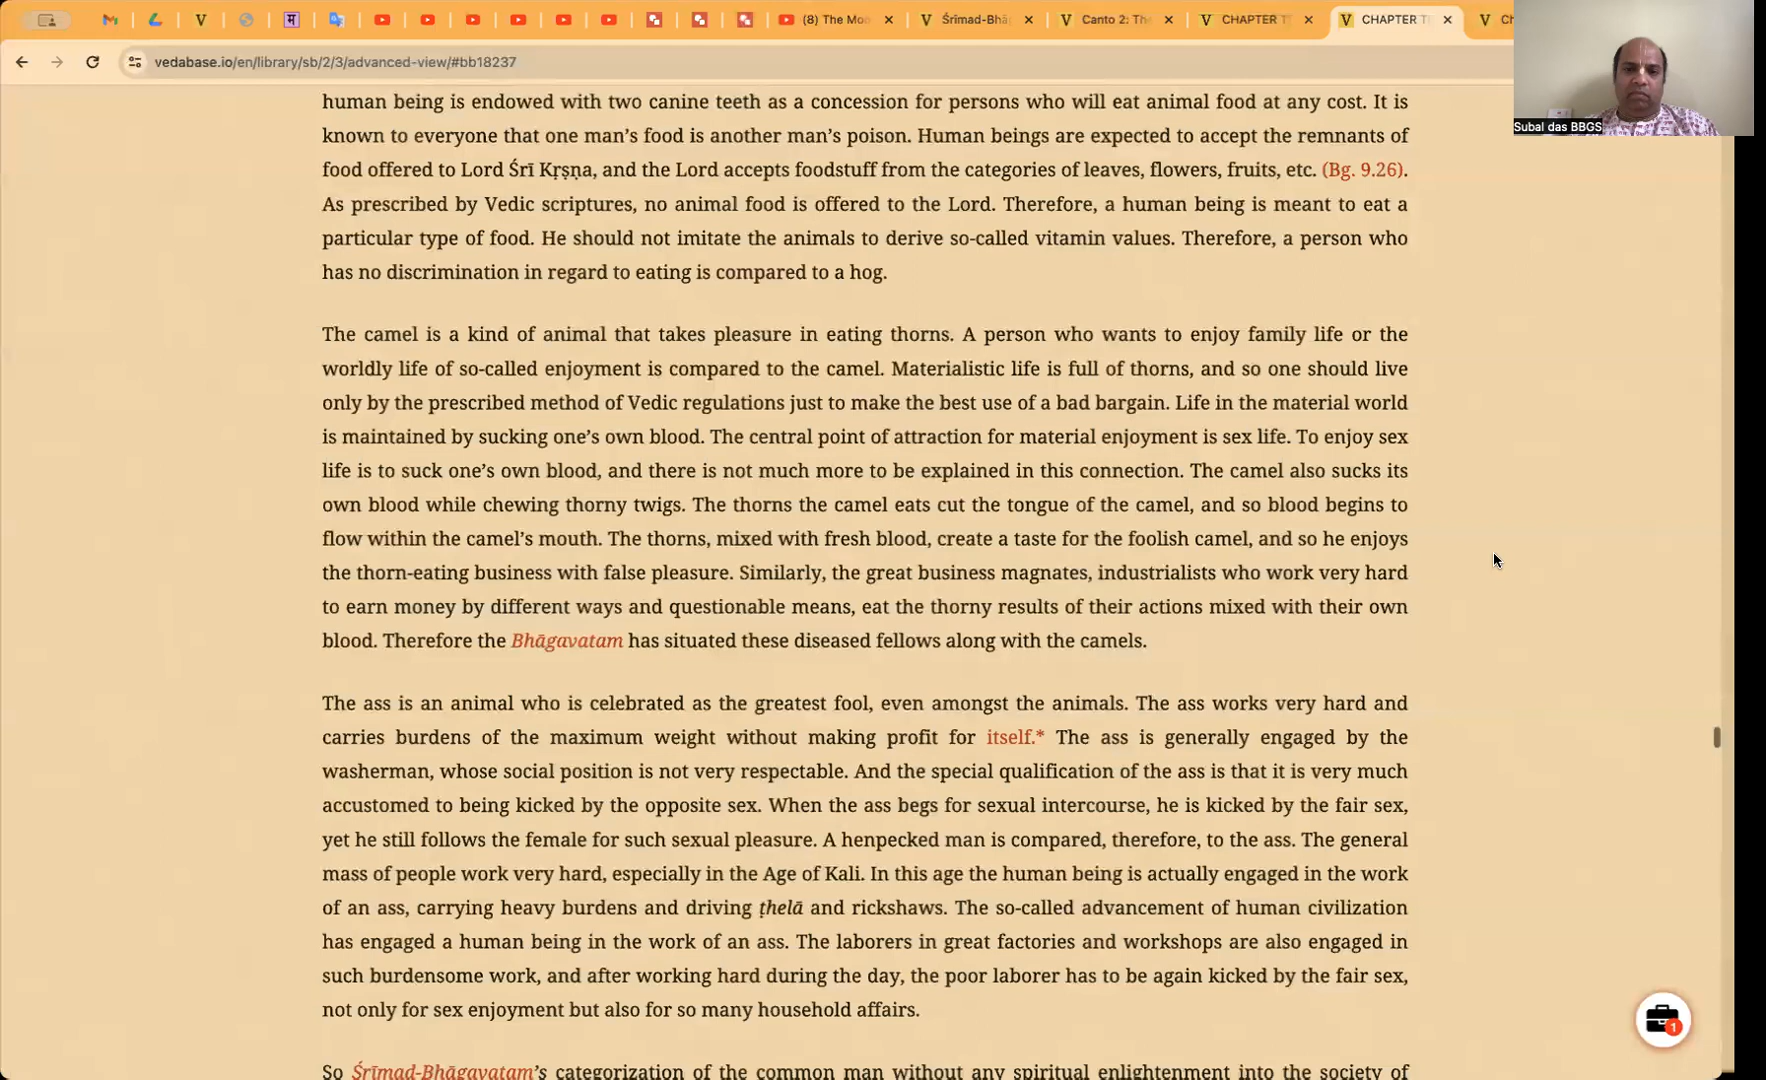 (8) The Mo
Śrīmad-Bhā
Canto 2: The
CHAPTER T
CHAPTER T
vedabase.io/en/library/sb/2/3/advanced-view/#bb18237
Subal das BBGS
human being is endowed with two canine teeth as a concession for persons who will eat animal food at any cost. It is
known to everyone that one man’s food is another man’s poison. Human beings are expected to accept the remnants of
food offered to Lord Śrī Kṛṣṇa, and the Lord accepts foodstuff from the categories of leaves, flowers, fruits, etc. (Bg. 9.26).
As prescribed by Vedic scriptures, no animal food is offered to the Lord. Therefore, a human being is meant to eat a
particular type of food. He should not imitate the animals to derive so-called vitamin values. Therefore, a person who
has no discrimination in regard to eating is compared to a hog.
The camel is a kind of animal that takes pleasure in eating thorns. A person who wants to enjoy family life or the
worldly life of so-called enjoyment is compared to the camel. Materialistic life is full of thorns, and so one should live
only by the prescribed method of Vedic regulations just to make the best use of a bad bargain. Life in the material world
is maintained by sucking one’s own blood. The central point of attraction for material enjoyment is sex life. To enjoy sex
life is to suck one’s own blood, and there is not much more to be explained in this connection. The camel also sucks its
own blood while chewing thorny twigs. The thorns the camel eats cut the tongue of the camel, and so blood begins to
flow within the camel’s mouth. The thorns, mixed with fresh blood, create a taste for the foolish camel, and so he enjoys
the thorn-eating business with false pleasure. Similarly, the great business magnates, industrialists who work very hard
to earn money by different ways and questionable means, eat the thorny results of their actions mixed with their own
blood. Therefore the Bhāgavatam has situated these diseased fellows along with the camels.
The ass is an animal who is celebrated as the greatest fool, even amongst the animals. The ass works very hard and
carries burdens of the maximum weight without making profit for itself.* The ass is generally engaged by the
washerman, whose social position is not very respectable. And the special qualification of the ass is that it is very much
accustomed to being kicked by the opposite sex. When the ass begs for sexual intercourse, he is kicked by the fair sex,
yet he still follows the female for such sexual pleasure. A henpecked man is compared, therefore, to the ass. The general
mass of people work very hard, especially in the Age of Kali. In this age the human being is actually engaged in the work
of an ass, carrying heavy burdens and driving ṭhelā and rickshaws. The so-called advancement of human civilization
has engaged a human being in the work of an ass. The laborers in great factories and workshops are also engaged in
such burdensome work, and after working hard during the day, the poor laborer has to be again kicked by the fair sex,
not only for sex enjoyment but also for so many household affairs.
1
So Śrīmad-Bhāgavatam’s categorization of the common man without any spiritual enlightenment into the society of